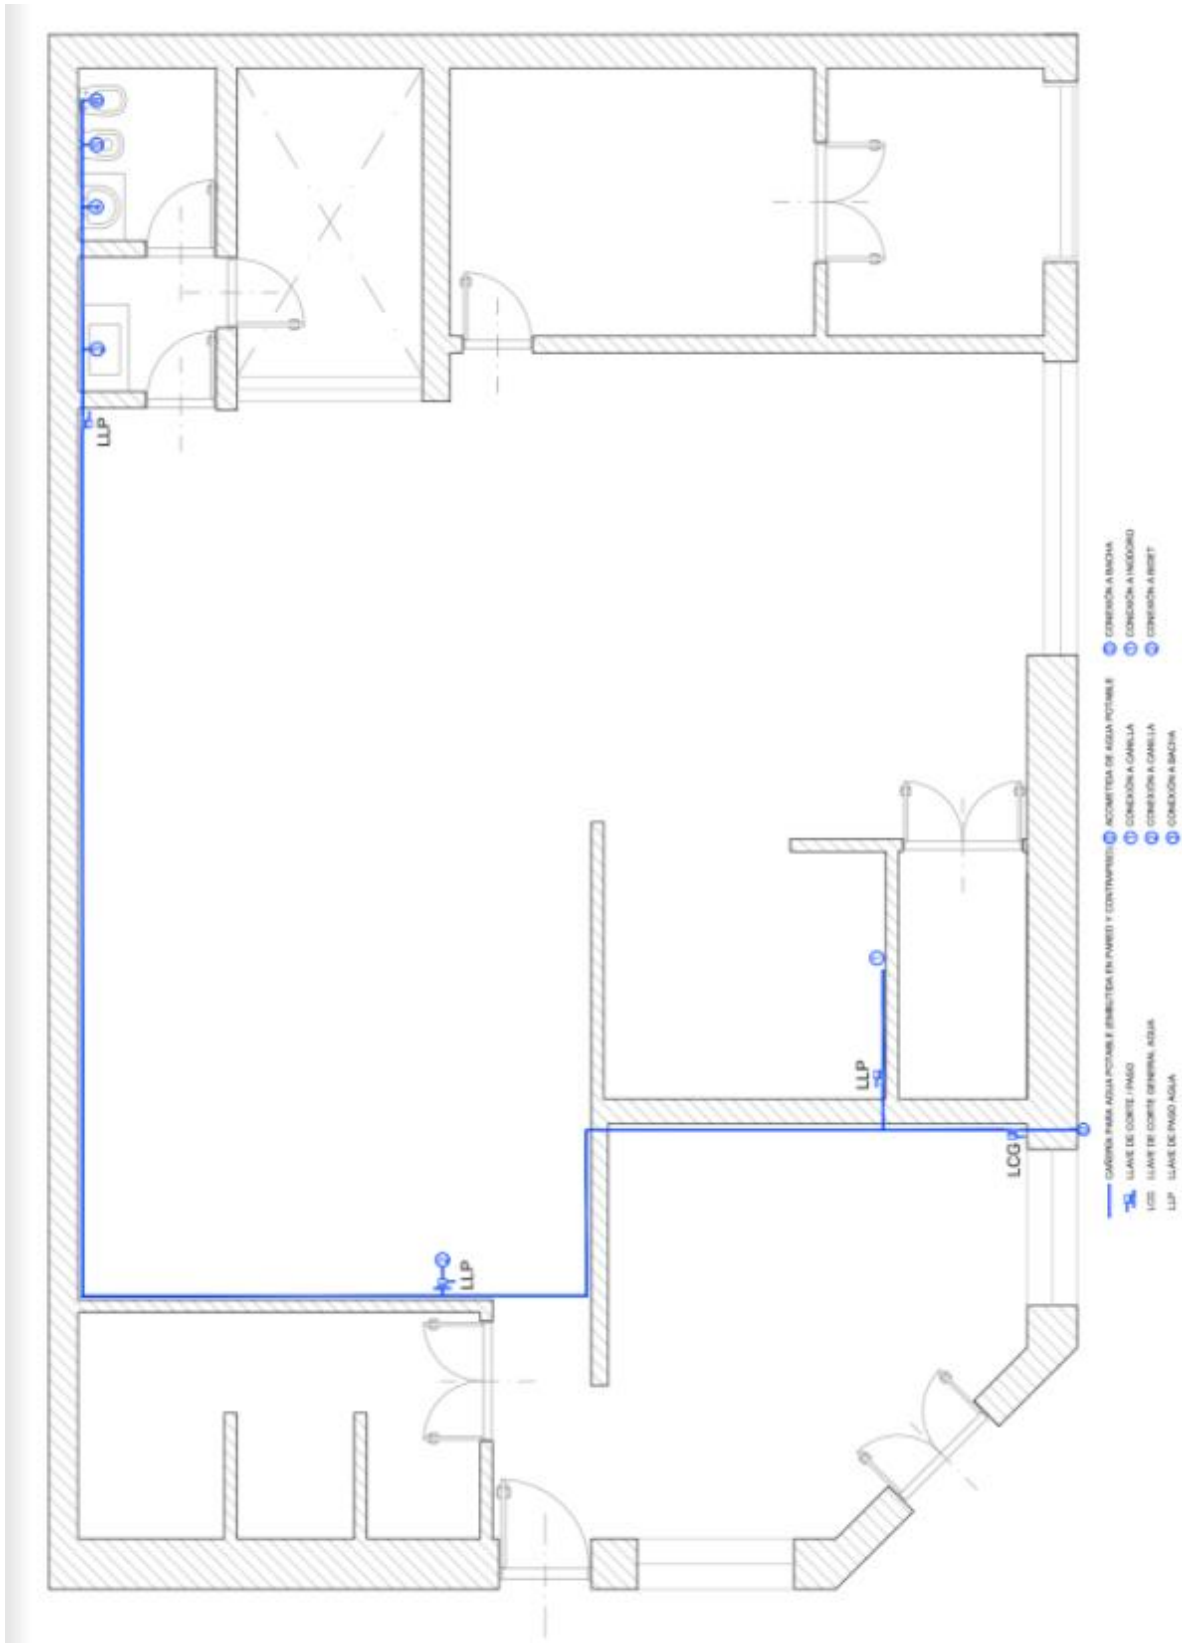 LLP
LLP
LLP
LCG
CAÑERÍA PARA AGUA POTABLE (EMBUTIDA EN PARED Y CONTRAPISO)
LLAVE DE CORTE / PASO
LCG LLAVE DE CORTE GENERAL AGUA
LLP LLAVE DE PASO AGUA
ACOMETIDA DE AGUA POTABLE
CONEXIÓN A CANILLA
CONEXIÓN A CANILLA
CONEXIÓN A BACHA
CONEXIÓN A BACHA
CONEXIÓN A INODORO
CONEXIÓN A BIDET